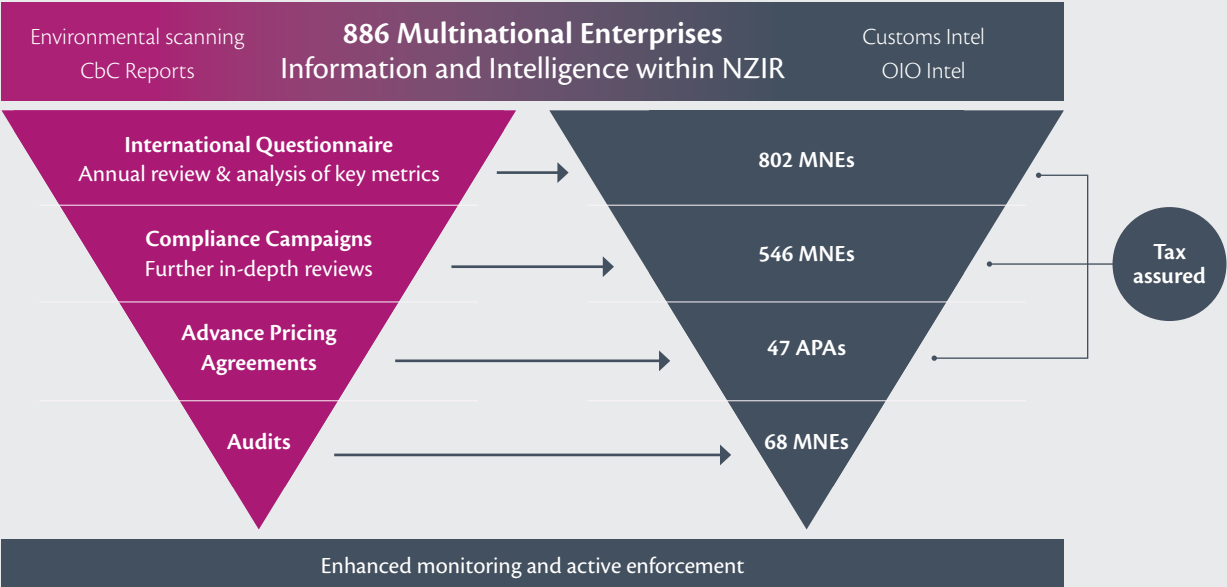 Environmental scanning
CbC Reports
886 Multinational Enterprises
Information and Intelligence within NZIR
Customs Intel
OIO Intel
International Questionnaire
Annual review & analysis of key metrics
802 MNEs
Compliance Campaigns
Further in-depth reviews
546 MNEs
Advance Pricing
Agreements
47 APAs
Audits
68 MNEs
Tax
assured
Enhanced monitoring and active enforcement